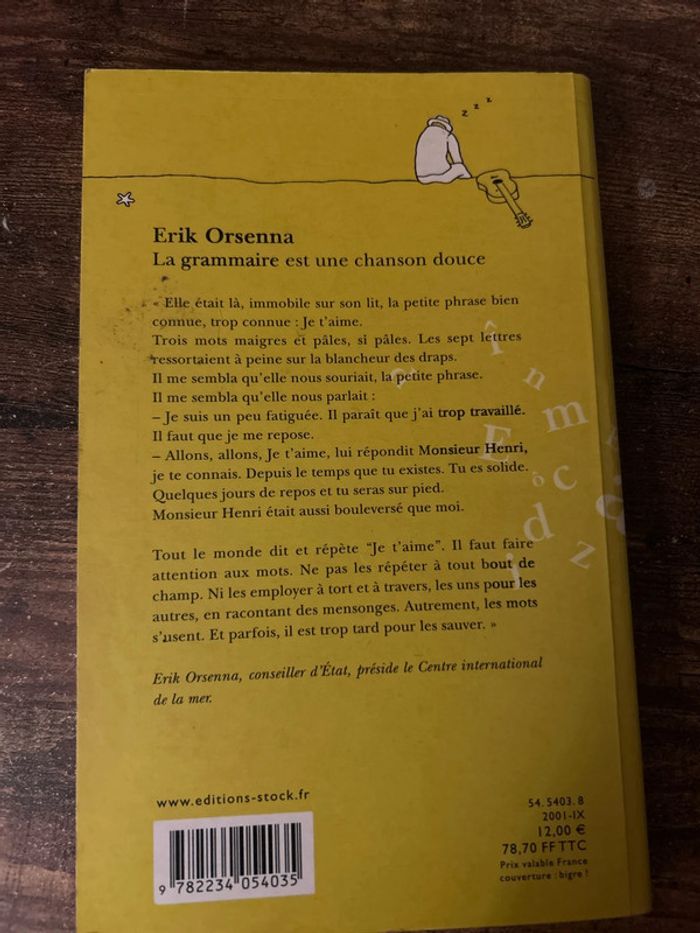 z z z
Erik Orsenna
La grammaire est une chanson douce
« Elle était là, immobile sur son lit, la petite phrase bien
connue, trop connue : Je t'aime.
Trois mots maigres et pâles, si pâles. Les sept lettres
ressortaient à peine sur la blancheur des draps.
Il me sembla qu'elle nous souriait, la petite phrase.
Il me sembla qu'elle nous parlait :
– Je suis un peu fatiguée. Il paraît que j'ai trop travaillé.
Il faut que je me repose.
– Allons, allons, Je t'aime, lui répondit Monsieur Henri,
je te connais. Depuis le temps que tu existes. Tu es solide.
Quelques jours de repos et tu seras sur pied.
Monsieur Henri était aussi bouleversé que moi.
Tout le monde dit et répète "Je t'aime". Il faut faire
attention aux mots. Ne pas les répéter à tout bout de
champ. Ni les employer à tort et à travers, les uns pour les
autres, en racontant des mensonges. Autrement, les mots
s'usent. Et parfois, il est trop tard pour les sauver. »
Erik Orsenna, conseiller d'État, préside le Centre international
de la mer.
î
n
m
E
ô
c
d
z
www.editions-stock.fr
54. 5403. 8
2001-IX
12,00 €
78,70 FF TTC
Prix valable France
couverture : bigre !
9 782234 054035